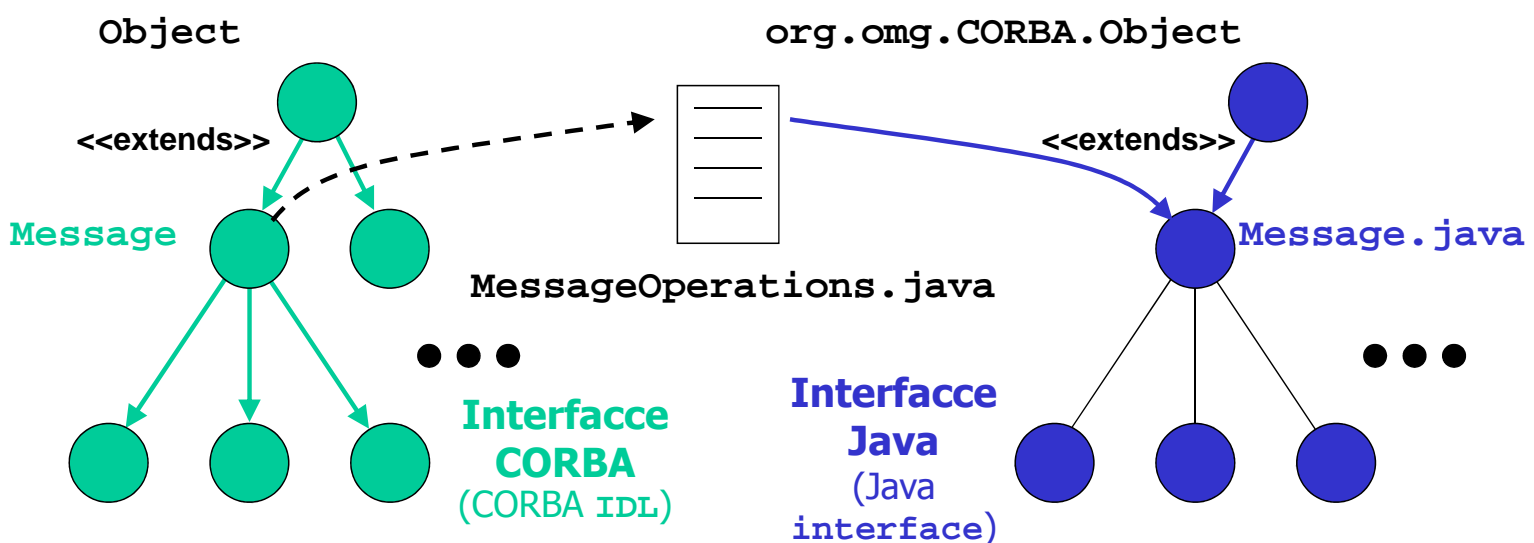 Object
org.omg.CORBA.Object
<<extends>>
<<extends>>
Message
Message.java
MessageOperations.java
Interfacce
CORBA
(CORBA IDL)
Interfacce
Java
(Java
interface)